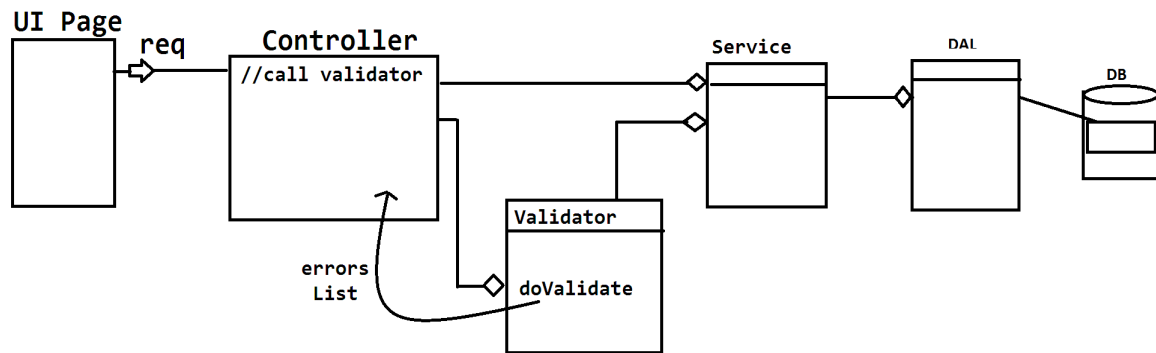 UI Page
req
Controller
//call validator
Service
DAL
DB
Validator
doValidate
errors
List